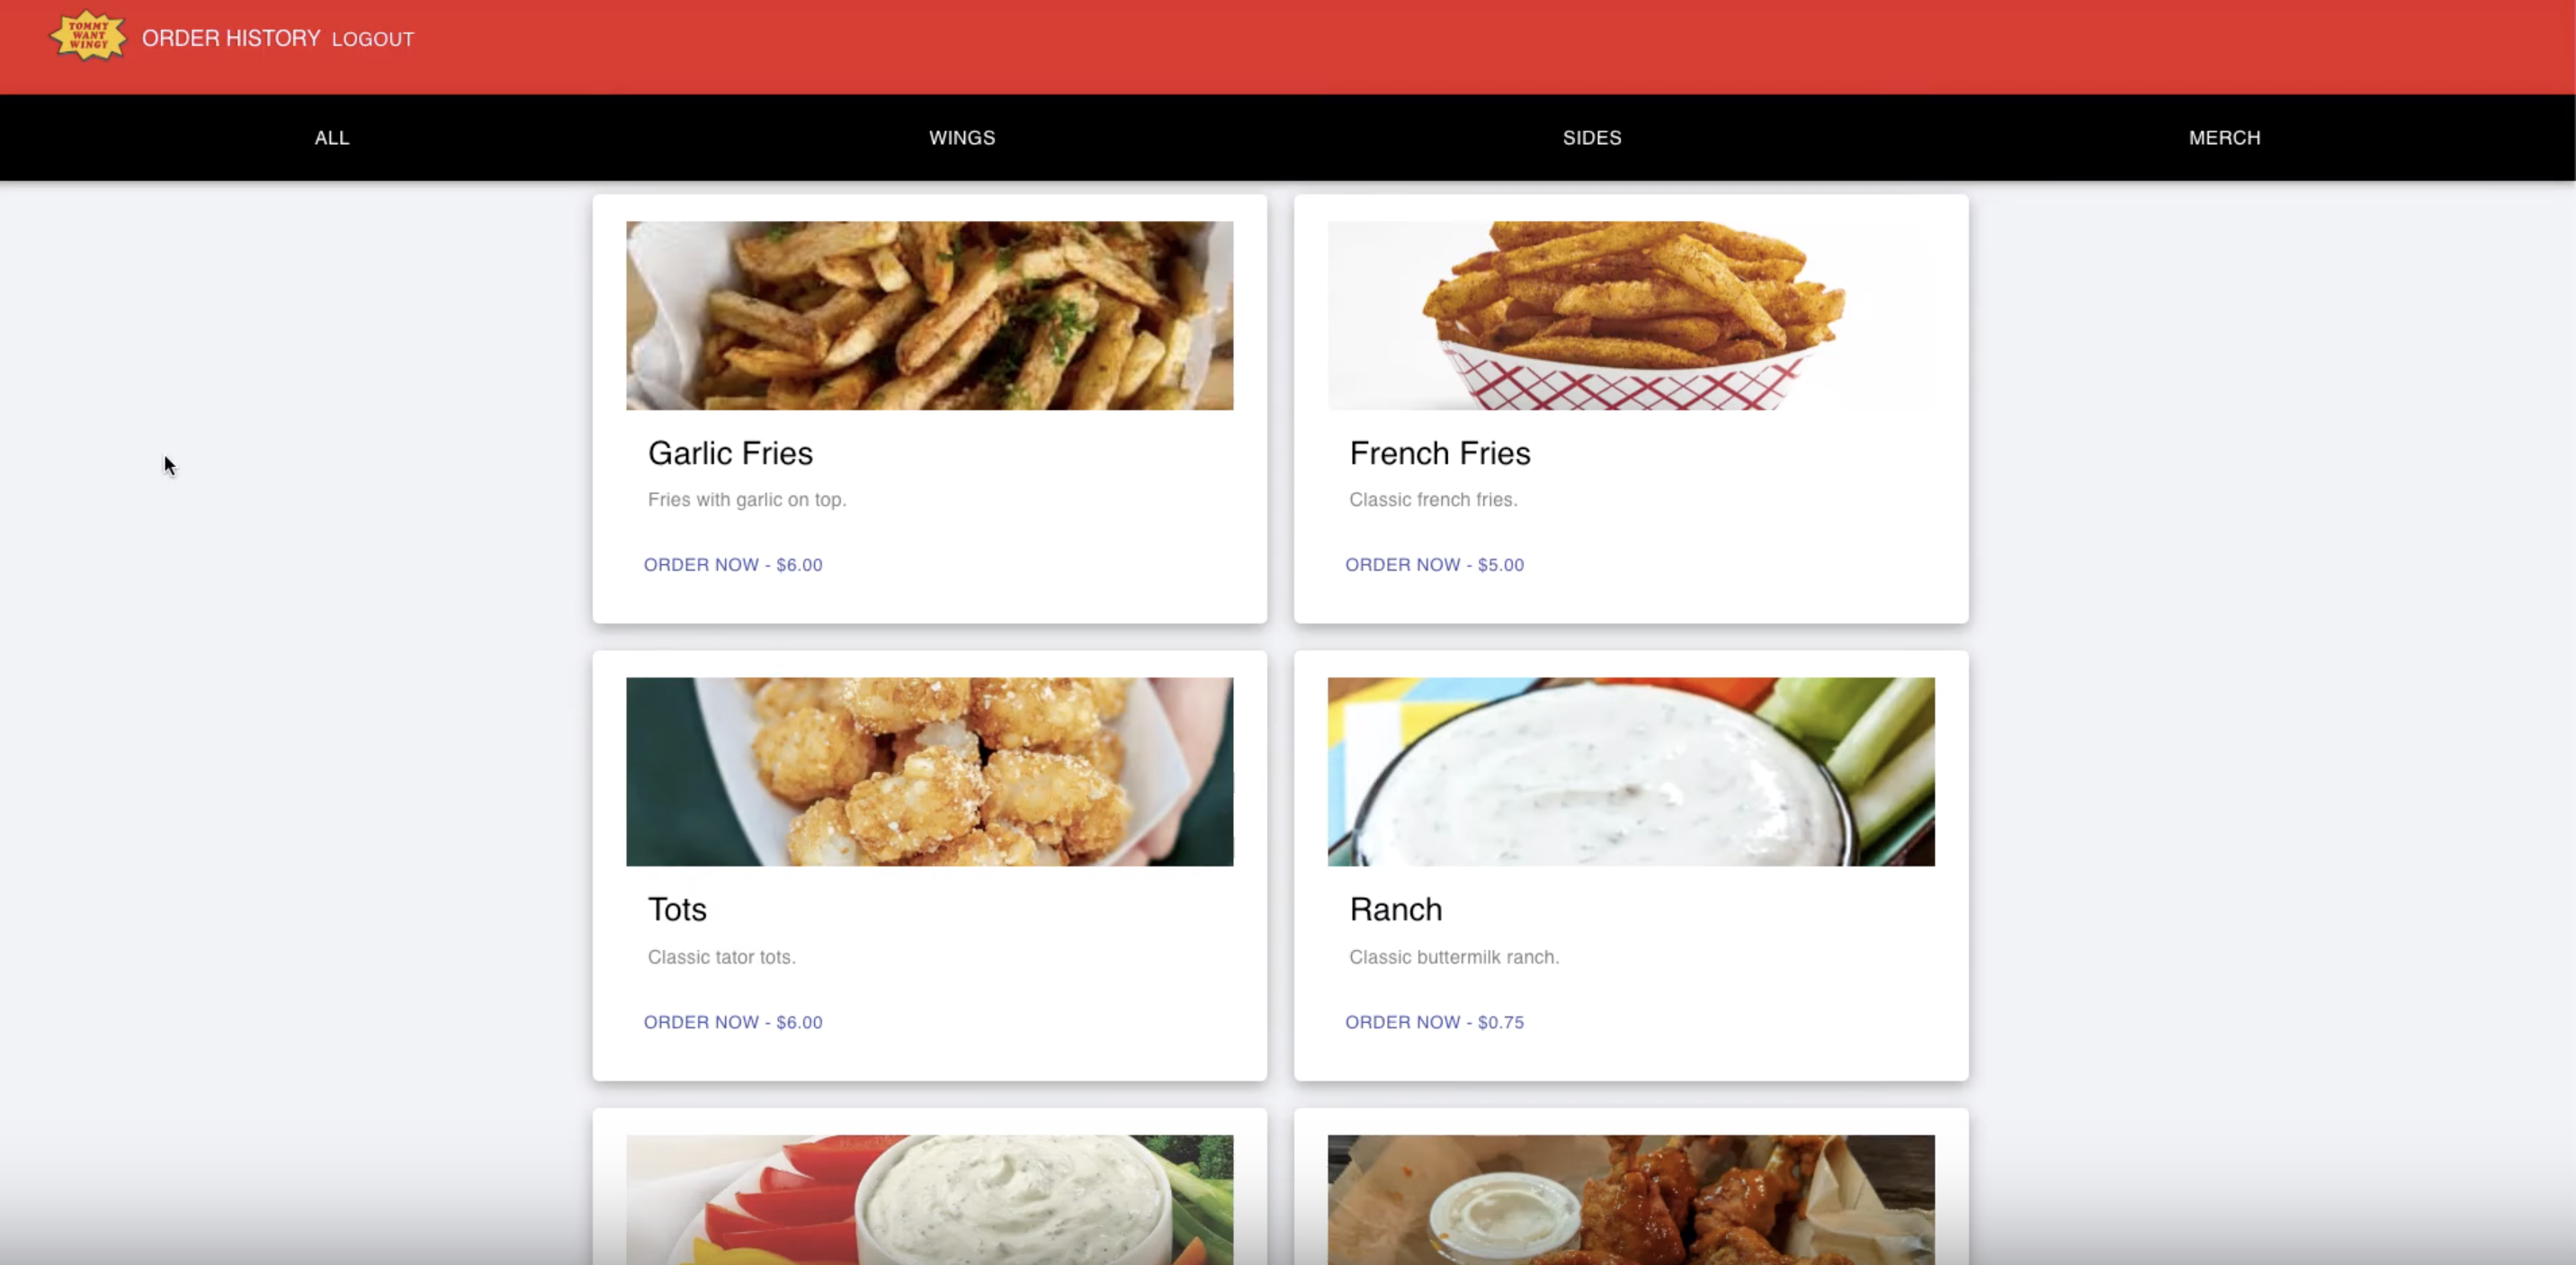 TOMMY
WANT
WINGY
ORDER HISTORY LOGOUT
ALL WINGS SIDES MERCH
Garlic Fries
Fries with garlic on top.
ORDER NOW - $6.00
French Fries
Classic french fries.
ORDER NOW - $5.00
Tots
Classic tator tots.
ORDER NOW - $6.00
Ranch
Classic buttermilk ranch.
ORDER NOW - $0.75